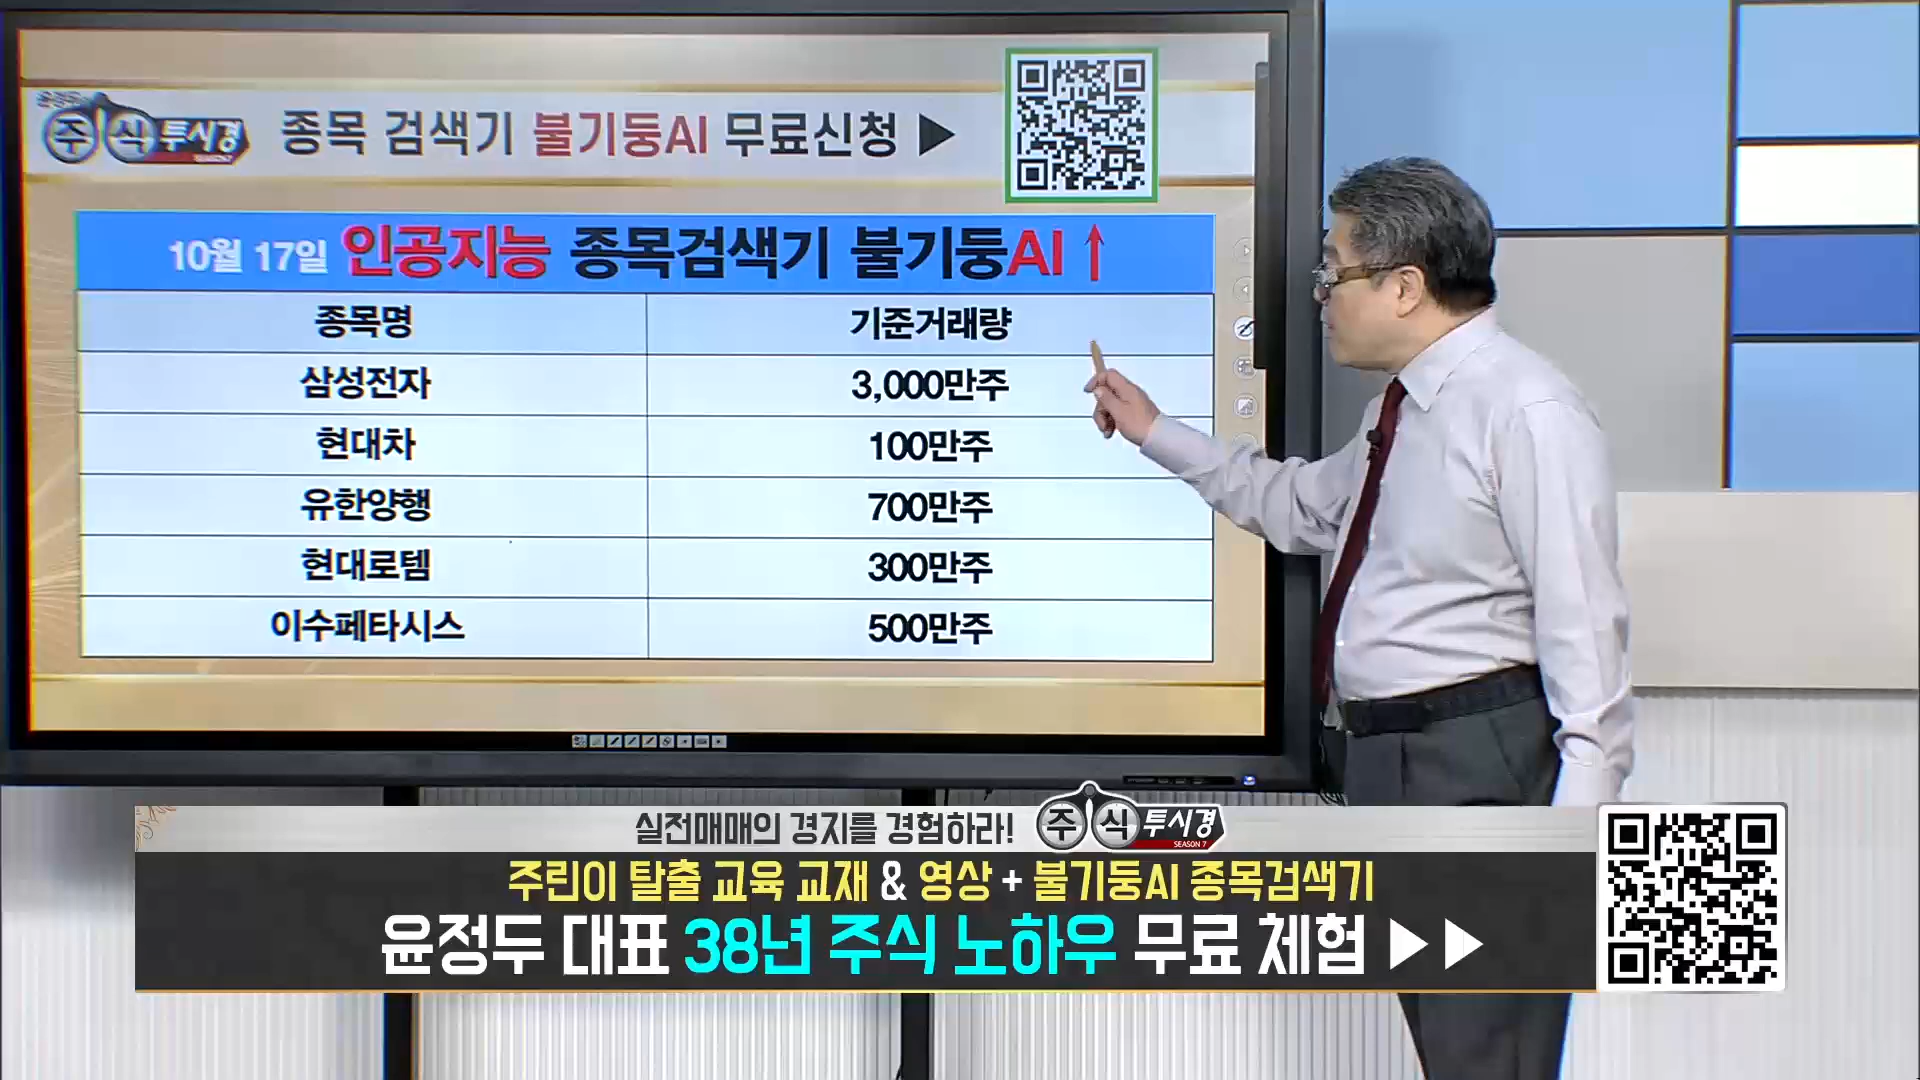 주식투시경
종목 검색기 불기둥AI 무료신청 ▶
10월 17일 인공지능 종목검색기 불기둥AI ↑
종목명 기준거래량
삼성전자 3,000만주
현대차 100만주
유한양행 700만주
현대로템 300만주
이수페타시스 500만주
실전매매의 경지를 경험하라! 주식투시경
SEASON 7
주린이 탈출 교육 교재 & 영상 + 불기둥AI 종목검색기
윤정두 대표 38년 주식 노하우 무료 체험 ▶▶